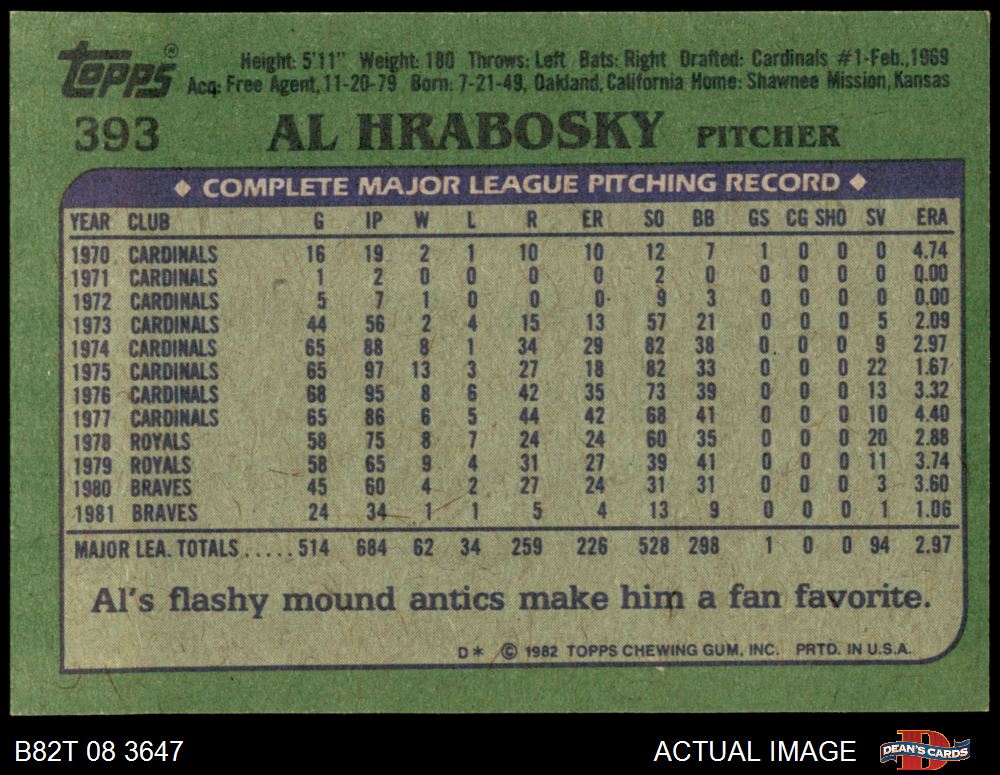 Topps®
Height: 5'11" Weight: 180 Throws: Left Bats: Right Drafted: Cardinals #1-Feb., 1969
Acq: Free Agent, 11-20-79 Born: 7-21-49, Oakland, California Home: Shawnee Mission, Kansas
393 AL HRABOSKY PITCHER
◆ COMPLETE MAJOR LEAGUE PITCHING RECORD ◆
YEAR CLUB G IP W L R ER SO BB GS CG SHO SV ERA
1970 CARDINALS 16 19 2 1 10 10 12 7 1 0 0 0 4.74
1971 CARDINALS 1 2 0 0 0 0 2 0 0 0 0 0 0.00
1972 CARDINALS 5 7 1 0 0 0 9 3 0 0 0 0 0.00
1973 CARDINALS 44 56 2 4 15 13 57 21 0 0 0 5 2.09
1974 CARDINALS 65 88 8 1 34 29 82 38 0 0 0 9 2.97
1975 CARDINALS 65 97 13 3 27 18 82 33 0 0 0 22 1.67
1976 CARDINALS 68 95 8 6 42 35 73 39 0 0 0 13 3.32
1977 CARDINALS 65 86 6 5 44 42 68 41 0 0 0 10 4.40
1978 ROYALS 58 75 8 7 24 24 60 35 0 0 0 20 2.88
1979 ROYALS 58 65 9 4 31 27 39 41 0 0 0 11 3.74
1980 BRAVES 45 60 4 2 27 24 31 31 0 0 0 3 3.60
1981 BRAVES 24 34 1 1 5 4 13 9 0 0 0 1 1.06
MAJOR LEA. TOTALS ..... 514 684 62 34 259 226 528 298 1 0 0 94 2.97
Al's flashy mound antics make him a fan favorite.
D* © 1982 TOPPS CHEWING GUM, INC. PRTD. IN U.S.A.
B82T 08 3647 ACTUAL IMAGE D DEAN'S CARDS